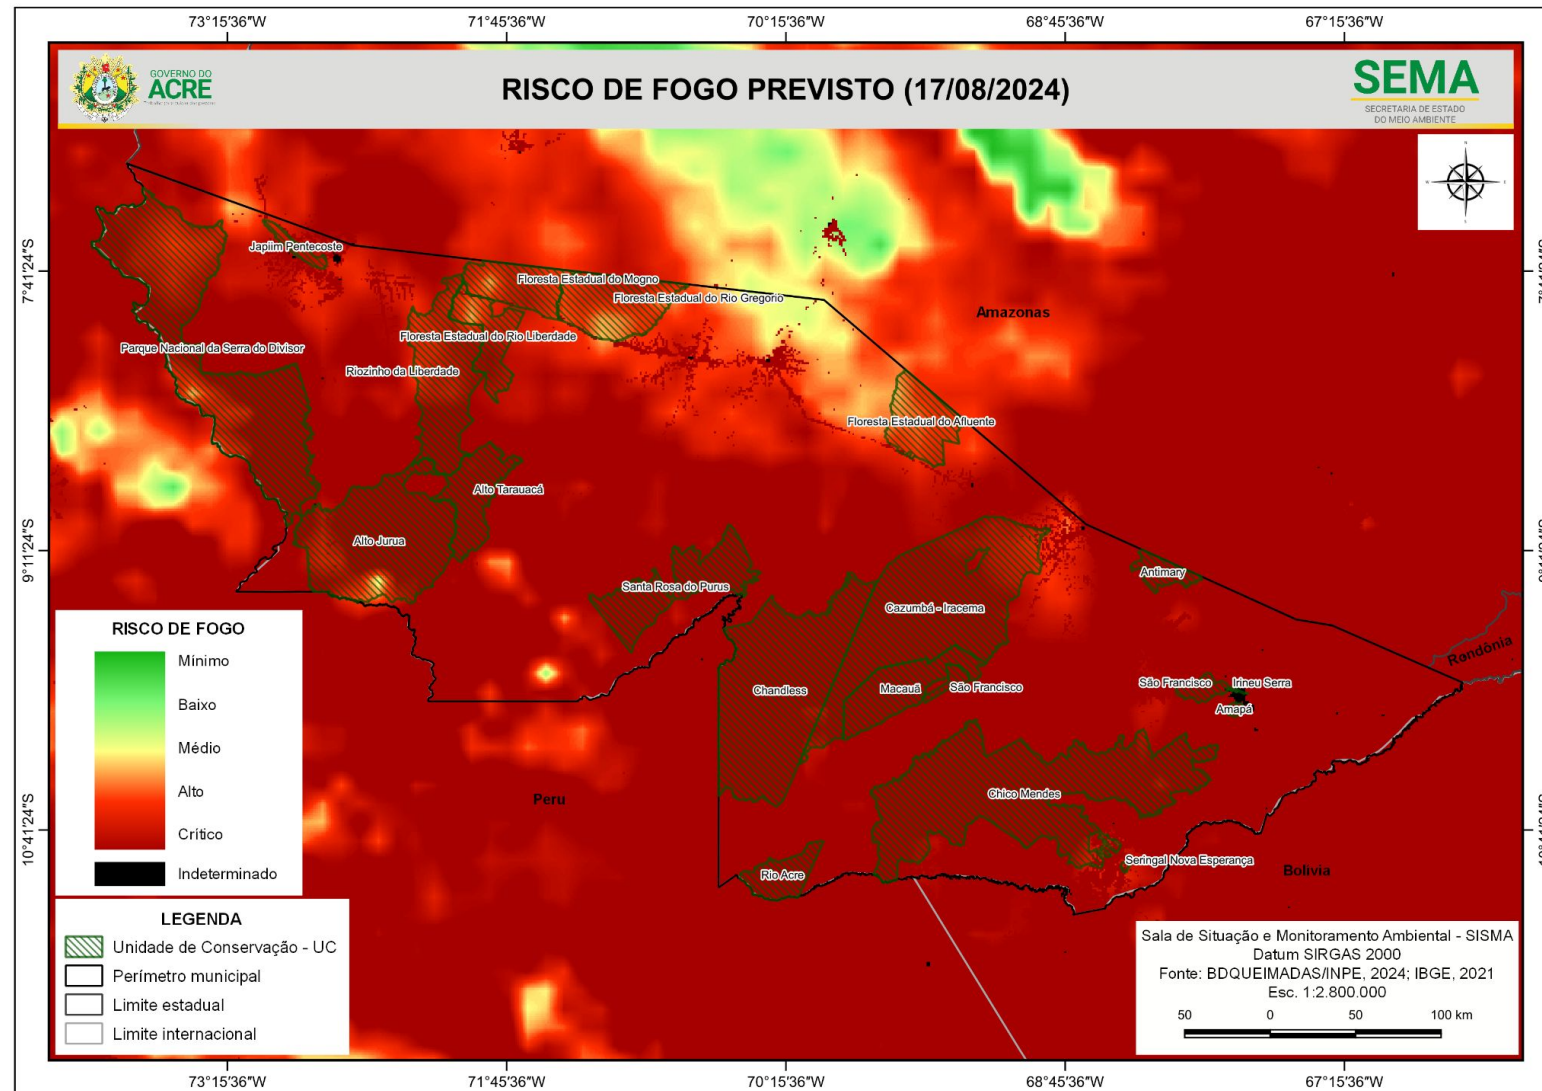 73°15'36"W
71°45'36"W
70°15'36"W
68°45'36"W
67°15'36"W
GOVERNO DO
ACRE
RISCO DE FOGO PREVISTO (17/08/2024)
SEMA
SECRETARIA DE ESTADO
DO MEIO AMBIENTE
N
7°41'24"S
Japiim Pentecoste
Floresta Estadual do Mogno
Floresta Estadual do Rio Gregório
Amazonas
Floresta Estadual do Rio Liberdade
Parque Nacional da Serra do Divisor
Riozinho da Liberdade
Floresta Estadual do Afluente
Alto Tarauacá
Alto Jurua
9°11'24"S
Antimary
Santa Rosa do Purus
Cazumbá - Iracema
Rondônia
Chandless
Macauã
São Francisco
São Francisco
Irineu Serra
Amapá
Peru
Chico Mendes
10°41'24"S
Seringal Nova Esperança
Rio Acre
Bolívia
RISCO DE FOGO
Mínimo
Baixo
Médio
Alto
Crítico
Indeterminado
LEGENDA
Unidade de Conservação - UC
Perímetro municipal
Limite estadual
Limite internacional
Sala de Situação e Monitoramento Ambiental - SISMA
Datum SIRGAS 2000
Fonte: BDQUEIMADAS/INPE, 2024; IBGE, 2021
Esc. 1:2.800.000
50 0 50 100 km
73°15'36"W
71°45'36"W
70°15'36"W
68°45'36"W
67°15'36"W